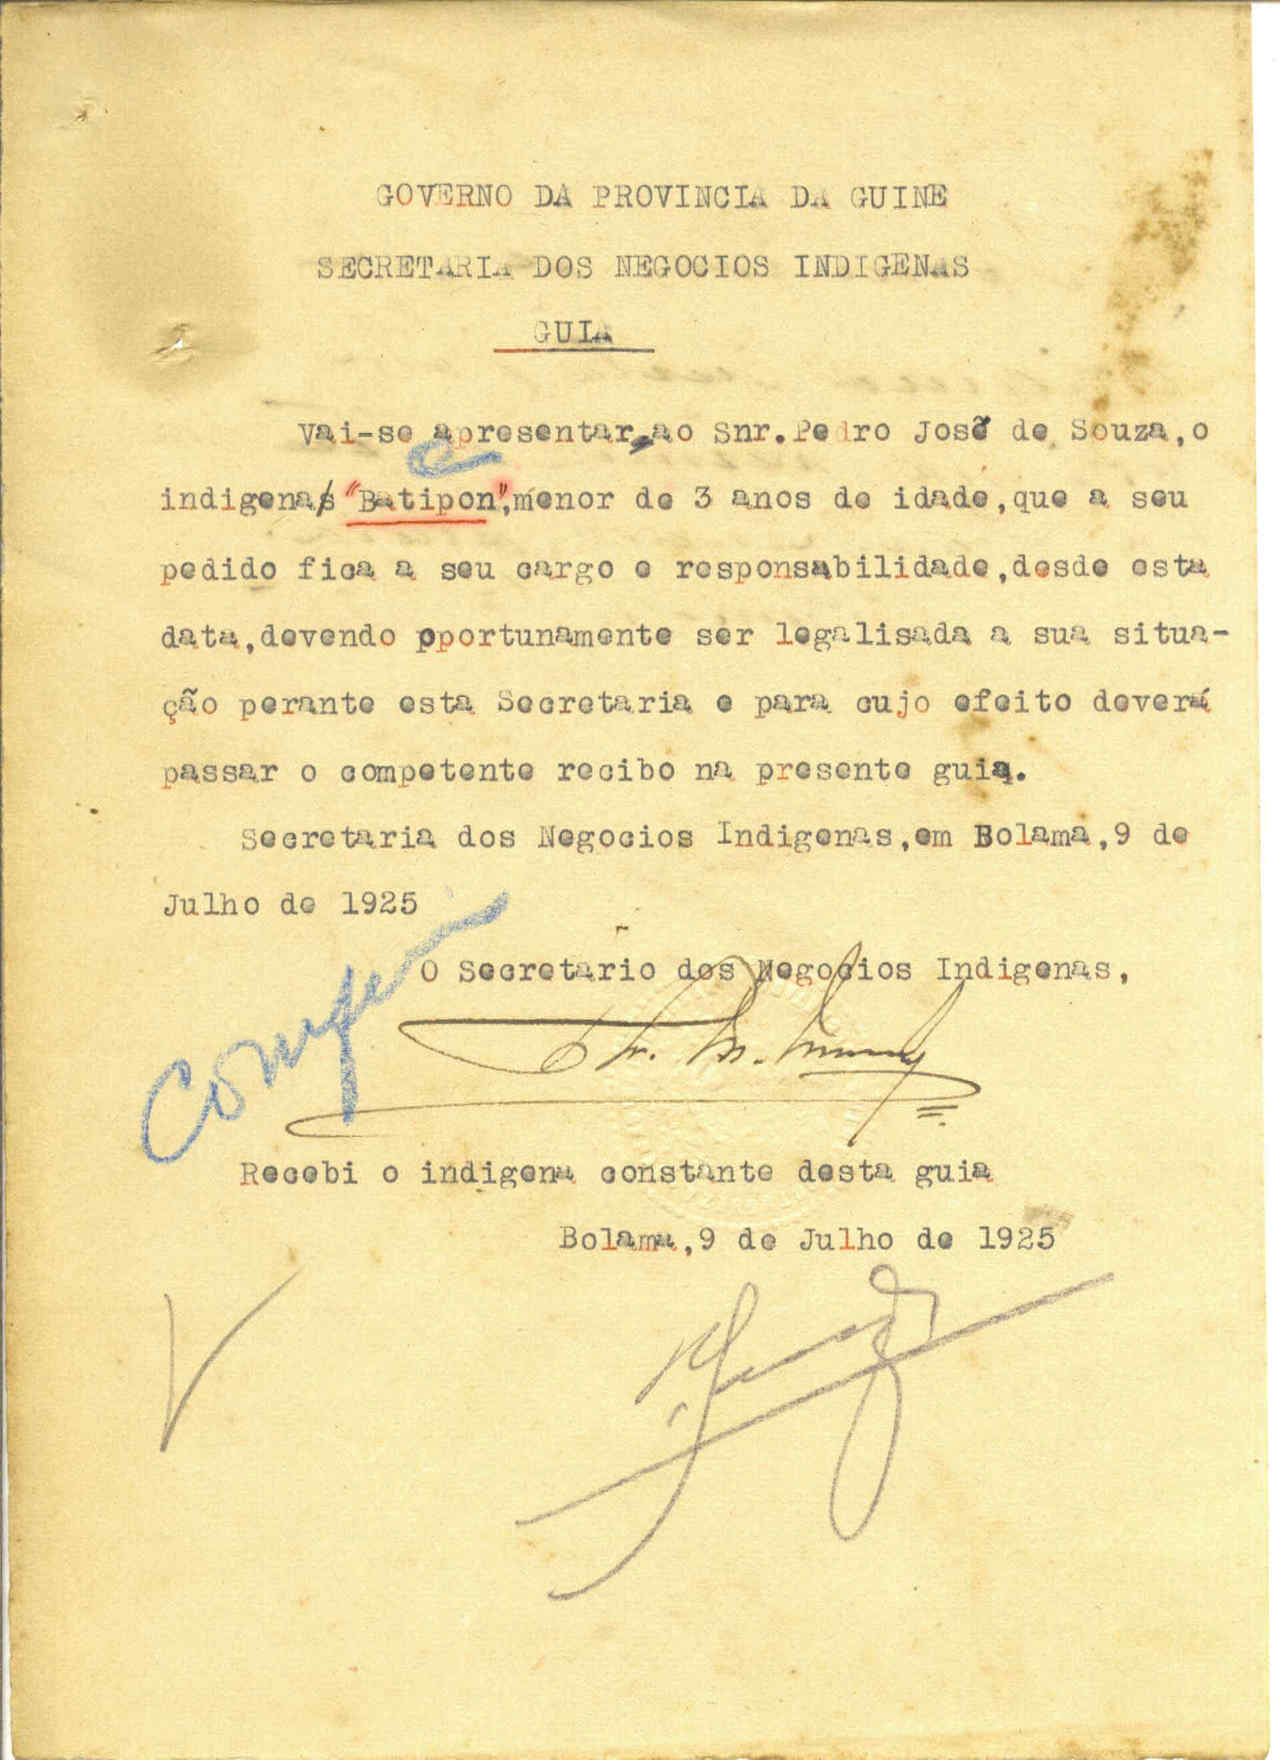 GOVERNO DA PROVINCIA DA GUINE
SECRETARIA DOS NEGOCIOS INDIGENAS
GUIA
Vai-se apresentar, ao Snr. Pedro José de Souza, o
indigena "Batipon", menor de 3 anos de idade, que a seu
pedido fica a seu cargo e responsabilidade, desde esta
data, devendo oportunamente ser legalisada a sua situa-
ção perante esta Secretaria e para cujo efeito deverá
passar o competente recibo na presente guia.
Secretaria dos Negocios Indigenas, em Bolama, 9 de
Julho de 1925
O Secretario dos Negocios Indigenas,
Recebi o indigena constante desta guia
Bolama, 9 de Julho de 1925